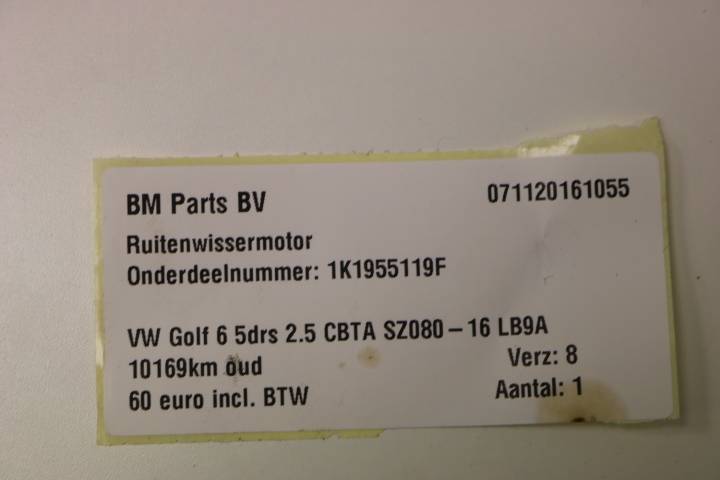 BM Parts BV 071120161055
Ruitenwissermotor
Onderdeelnummer: 1K1955119F
VW Golf 6 5drs 2.5 CBTA SZ080-16 LB9A
10169km oud Verz: 8
60 euro incl. BTW Aantal: 1